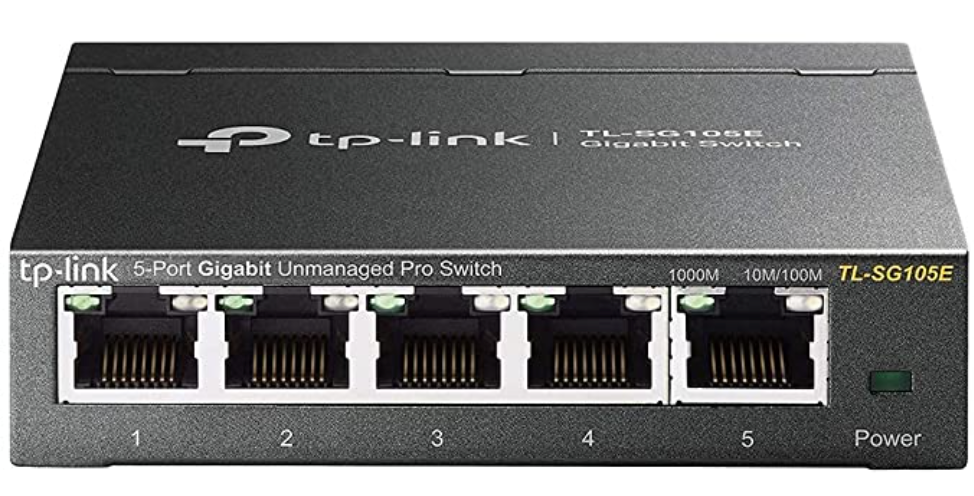 tp-link | TL-SG105E
Gigabit Switch
tp-link 5-Port Gigabit Unmanaged Pro Switch
1000M 10M/100M TL-SG105E
1 2 3 4 5 Power